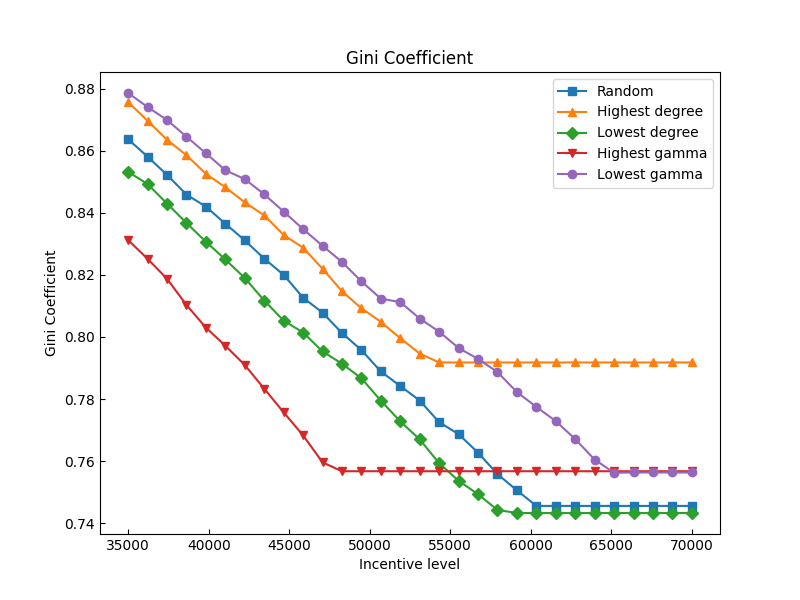 Gini Coefficient
Random
Highest degree
Lowest degree
Highest gamma
Lowest gamma
Gini Coefficient
0.88
0.86
0.84
0.82
0.80
0.78
0.76
0.74
35000 40000 45000 50000 55000 60000 65000 70000
Incentive level